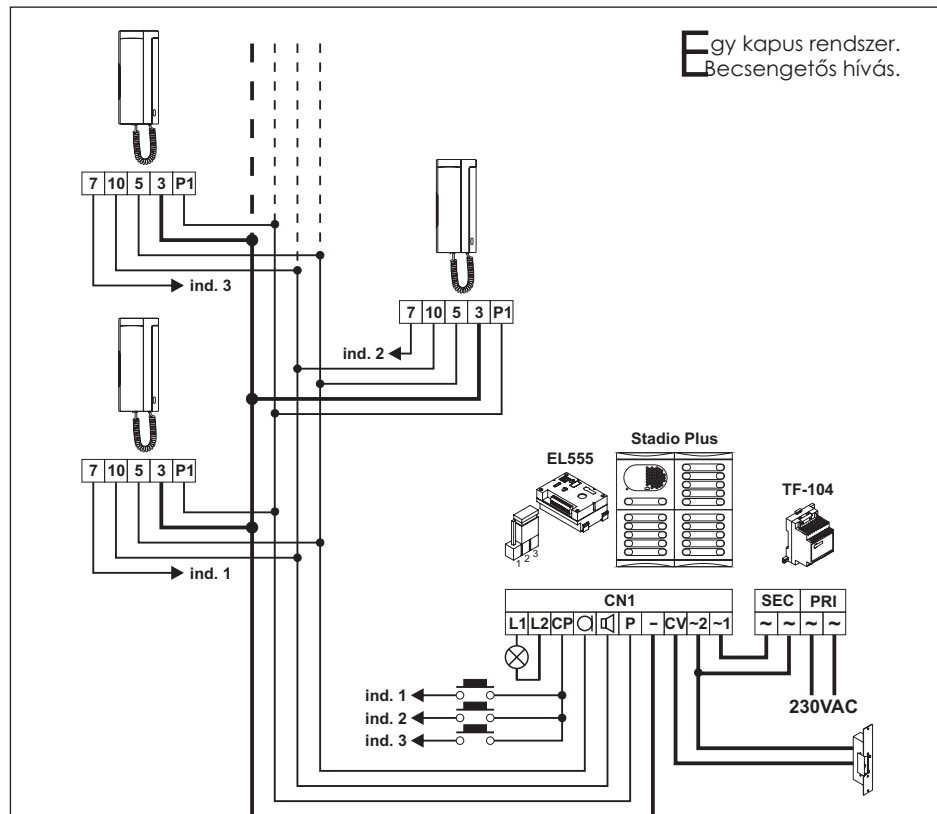 Egy kapus rendszer.
Becsengetős hívás.
7 10 5 3 P1
ind. 3
7 10 5 3 P1
ind. 2
7 10 5 3 P1
ind. 1
Stadio Plus
EL555
TF-104
1 2 3
CN1
L1 L2 CP P – CV ~2 ~1
SEC PRI
~ ~ ~ ~
230VAC
ind. 1
ind. 2
ind. 3